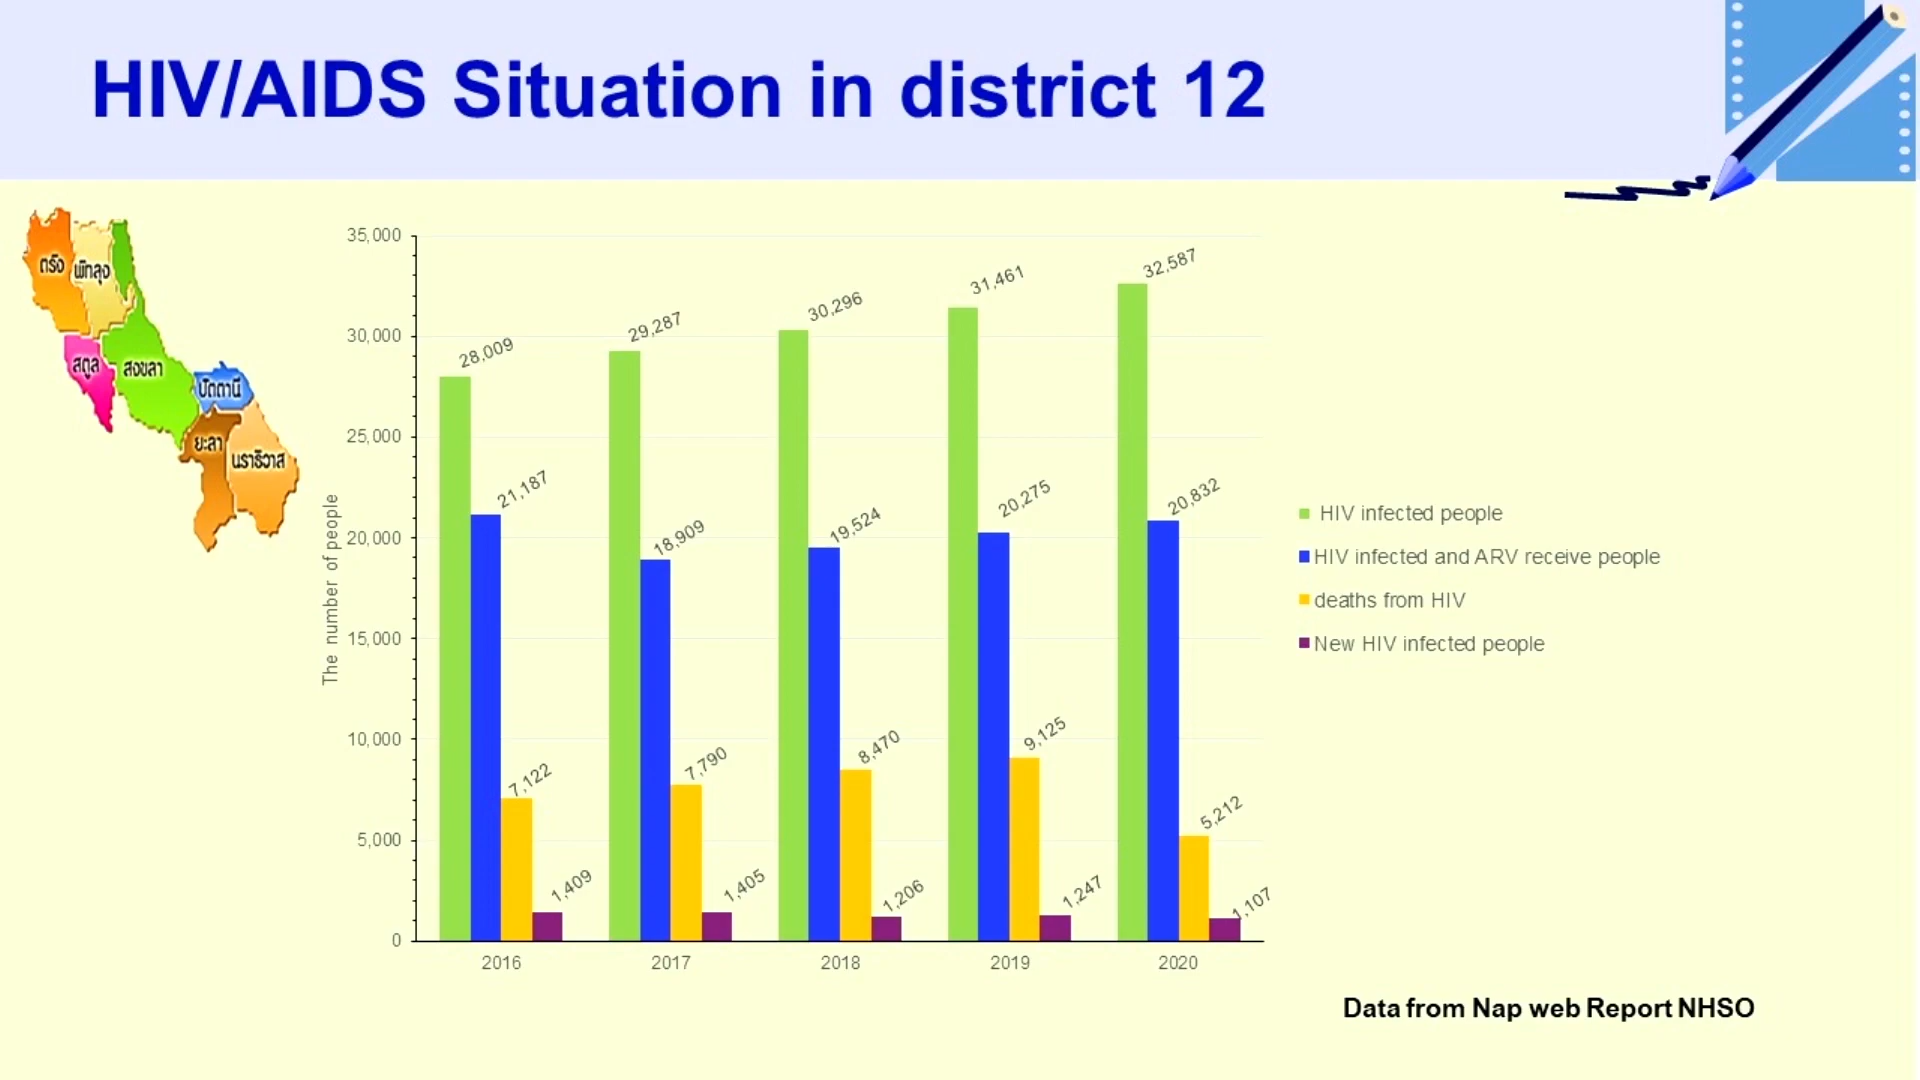 HIV/AIDS Situation in district 12
ตรัง
พัทลุง
สตูล
สงขลา
ปัตตานี
ยะลา
นราธิวาส
The number of people
35,000
30,000
25,000
20,000
15,000
10,000
5,000
0
28,009
21,187
7,122
1,409
29,287
18,909
7,790
1,405
30,296
19,524
8,470
1,206
31,461
20,275
9,125
1,247
32,587
20,832
5,212
1,107
2016
2017
2018
2019
2020
HIV infected people
HIV infected and ARV receive people
deaths from HIV
New HIV infected people
Data from Nap web Report NHSO